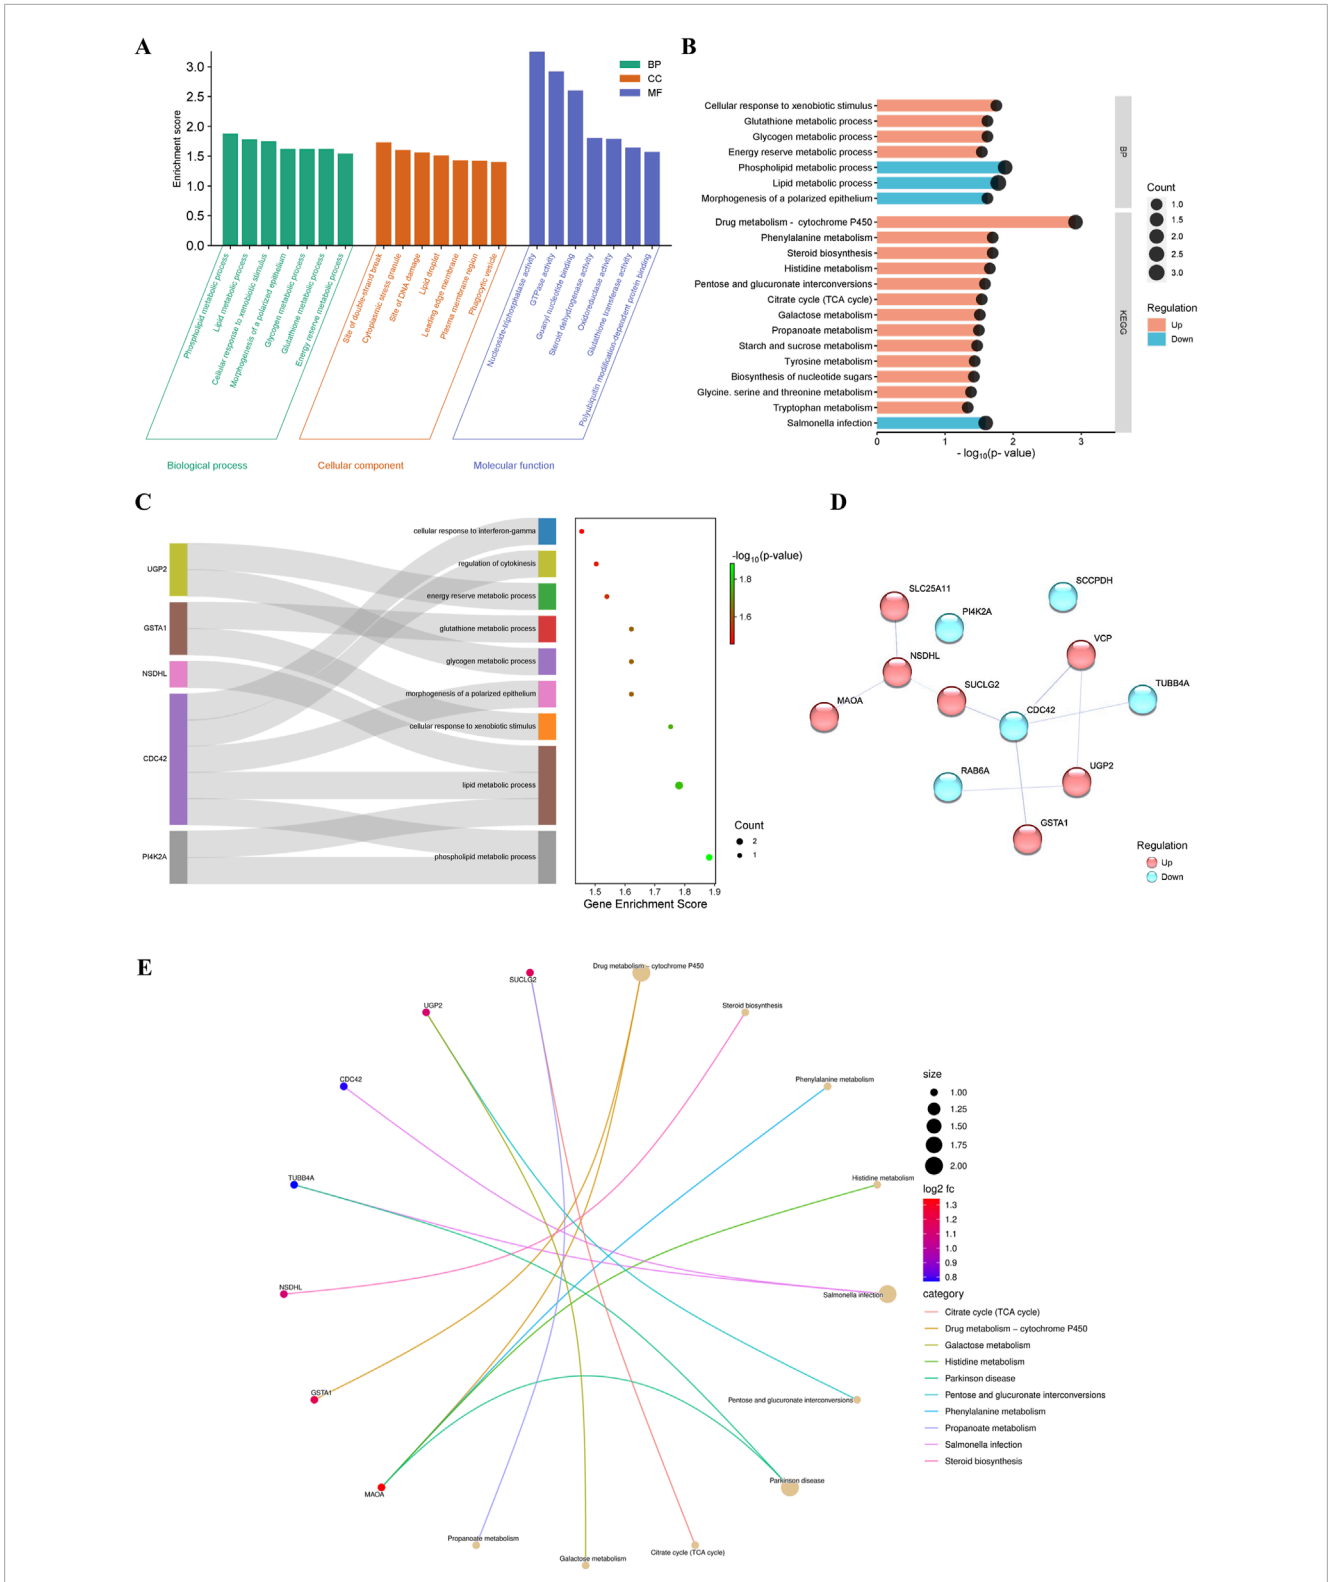 A
Enrichment score
3.0
2.5
2.0
1.5
1.0
0.5
0.0
BP
CC
MF
Phospholipid metabolic process
Lipid metabolic process
Cellular response to xenobiotic stimulus
Morphogenesis of a polarized epithelium
Glycogen metabolic process
Glutathione metabolic process
Energy reserve metabolic process
Site of double-strand break
Cytoplasmic stress granule
Site of DNA damage
Lipid droplet
Leading edge membrane
Plasma membrane region
Phagocytic vesicle
Nucleoside-triphosphatase activity
GTPase activity
Guanyl nucleotide binding
Steroid dehydrogenase activity
Oxidoreductase activity
Glutathione transferase activity
Polyubiquitin modification-dependent protein binding
Biological process
Cellular component
Molecular function
B
Cellular response to xenobiotic stimulus
Glutathione metabolic process
Glycogen metabolic process
Energy reserve metabolic process
Phospholipid metabolic process
Lipid metabolic process
Morphogenesis of a polarized epithelium
Drug metabolism - cytochrome P450
Phenylalanine metabolism
Steroid biosynthesis
Histidine metabolism
Pentose and glucuronate interconversions
Citrate cycle (TCA cycle)
Galactose metabolism
Propanoate metabolism
Starch and sucrose metabolism
Tyrosine metabolism
Biosynthesis of nucleotide sugars
Glycine. serine and threonine metabolism
Tryptophan metabolism
Salmonella infection
0 1 2 3
- log10(p- value)
BP
KEGG
Count
1.0
1.5
2.0
2.5
3.0
Regulation
Up
Down
C
UGP2
GSTA1
NSDHL
CDC42
PI4K2A
cellular response to interferon-gamma
regulation of cytokinesis
energy reserve metabolic process
glutathione metabolic process
glycogen metabolic process
morphogenesis of a polarized epithelium
cellular response to xenobiotic stimulus
lipid metabolic process
phospholipid metabolic process
1.5 1.6 1.7 1.8 1.9
Gene Enrichment Score
-log10(p-value)
1.8
1.6
Count
2
1
D
SLC25A11
PI4K2A
SCCPDH
VCP
NSDHL
SUCLG2
TUBB4A
MAOA
CDC42
RAB6A
UGP2
GSTA1
Regulation
Up
Down
E
SUCLG2
Drug metabolism − cytochrome P450
UGP2
Steroid biosynthesis
CDC42
Phenylalanine metabolism
TUBB4A
Histidine metabolism
NSDHL
Salmonella infection
GSTA1
Pentose and glucuronate interconversions
MAOA
Parkinson disease
Propanoate metabolism
Galactose metabolism
Citrate cycle (TCA cycle)
size
1.00
1.25
1.50
1.75
2.00
log2 fc
1.3
1.2
1.1
1.0
0.9
0.8
category
Citrate cycle (TCA cycle)
Drug metabolism − cytochrome P450
Galactose metabolism
Histidine metabolism
Parkinson disease
Pentose and glucuronate interconversions
Phenylalanine metabolism
Propanoate metabolism
Salmonella infection
Steroid biosynthesis